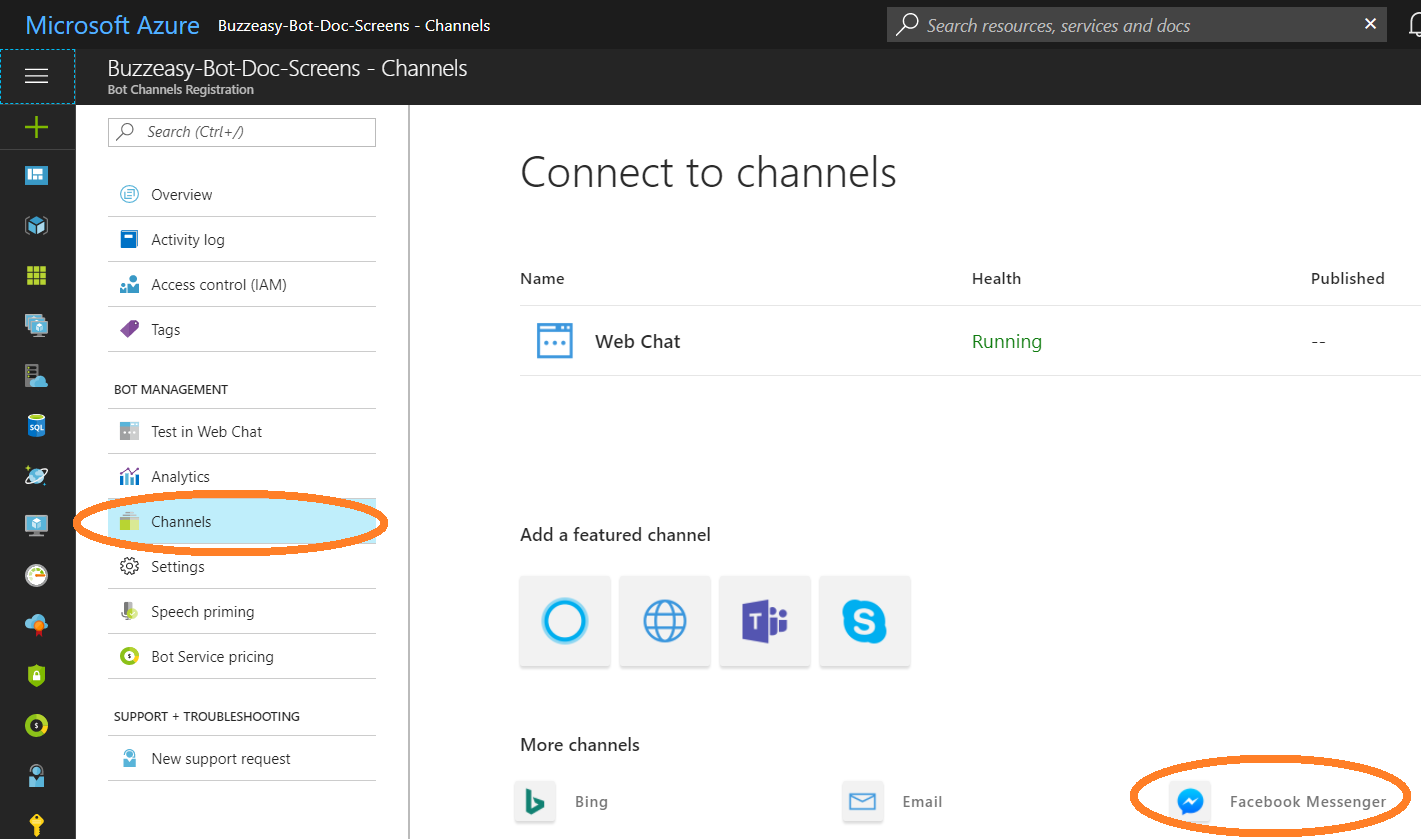 Microsoft Azure Buzzeasy-Bot-Doc-Screens - Channels
Search resources, services and docs
Buzzeasy-Bot-Doc-Screens - Channels
Bot Channels Registration
Search (Ctrl+/)
Overview
Activity log
Access control (IAM)
Tags
BOT MANAGEMENT
Test in Web Chat
Analytics
Channels
Settings
Speech priming
Bot Service pricing
SUPPORT + TROUBLESHOOTING
New support request
Connect to channels
Name Health Published
Web Chat Running --
Add a featured channel
More channels
Bing Email Facebook Messenger
SQL